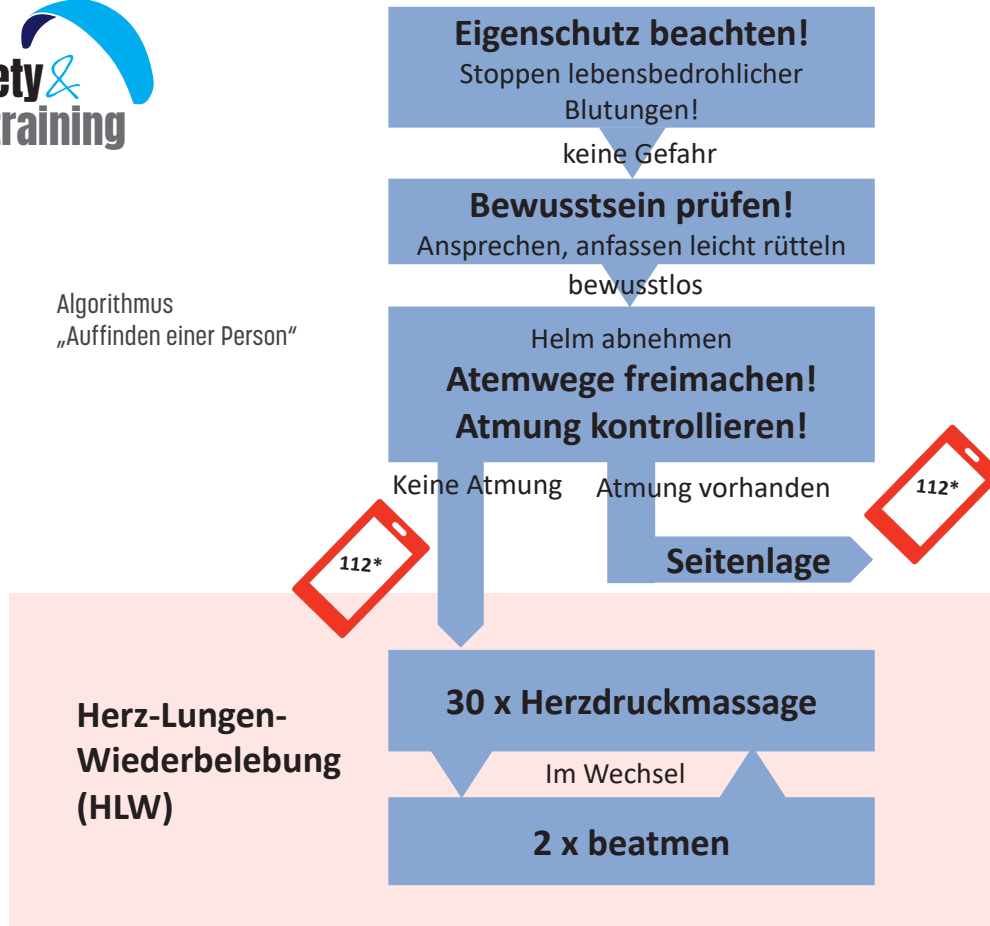 ety &
training
Eigenschutz beachten!
Stoppen lebensbedrohlicher
Blutungen!
keine Gefahr
Bewusstsein prüfen!
Ansprechen, anfassen leicht rütteln
bewusstlos
Algorithmus
„Auffinden einer Person“
Helm abnehmen
Atemwege freimachen!
Atmung kontrollieren!
Keine Atmung
Atmung vorhanden
112*
112*
Seitenlage
Herz-Lungen-
Wiederbelebung
(HLW)
30 x Herzdruckmassage
Im Wechsel
2 x beatmen